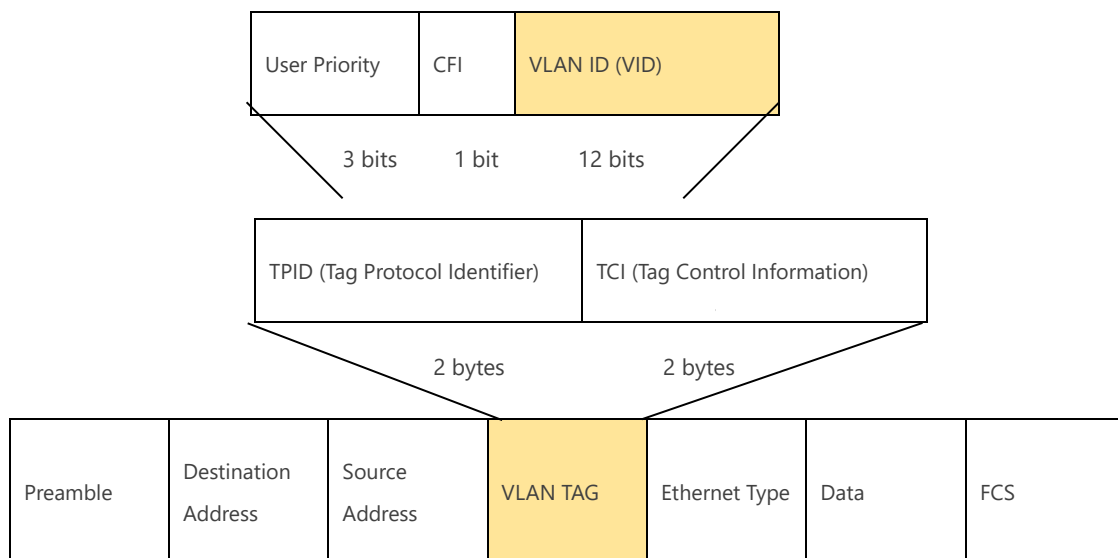 User Priority CFI VLAN ID (VID)
3 bits 1 bit 12 bits
TPID (Tag Protocol Identifier) TCI (Tag Control Information)
2 bytes 2 bytes
Preamble
Destination
Address
Source
Address
VLAN TAG
Ethernet Type
Data
FCS